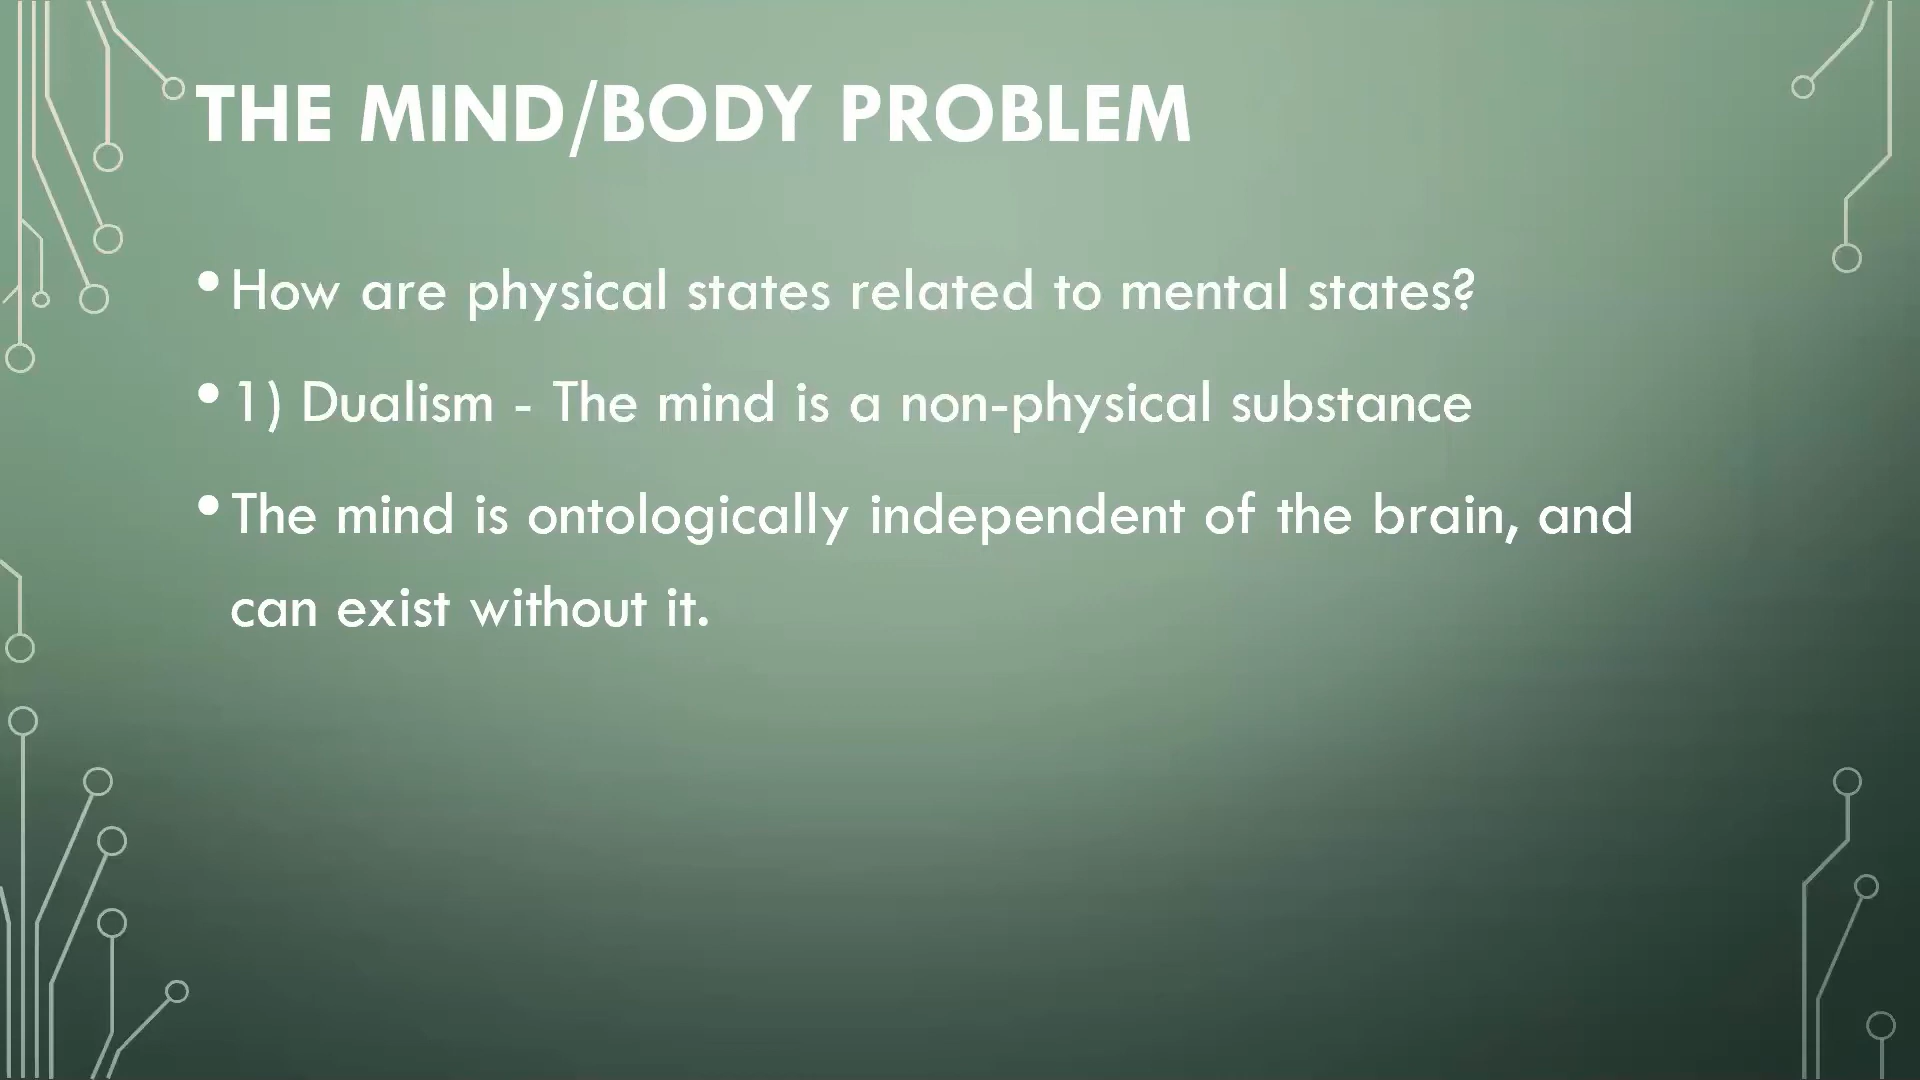 THE MIND/BODY PROBLEM
• How are physical states related to mental states?
• 1) Dualism - The mind is a non-physical substance
• The mind is ontologically independent of the brain, and
can exist without it.